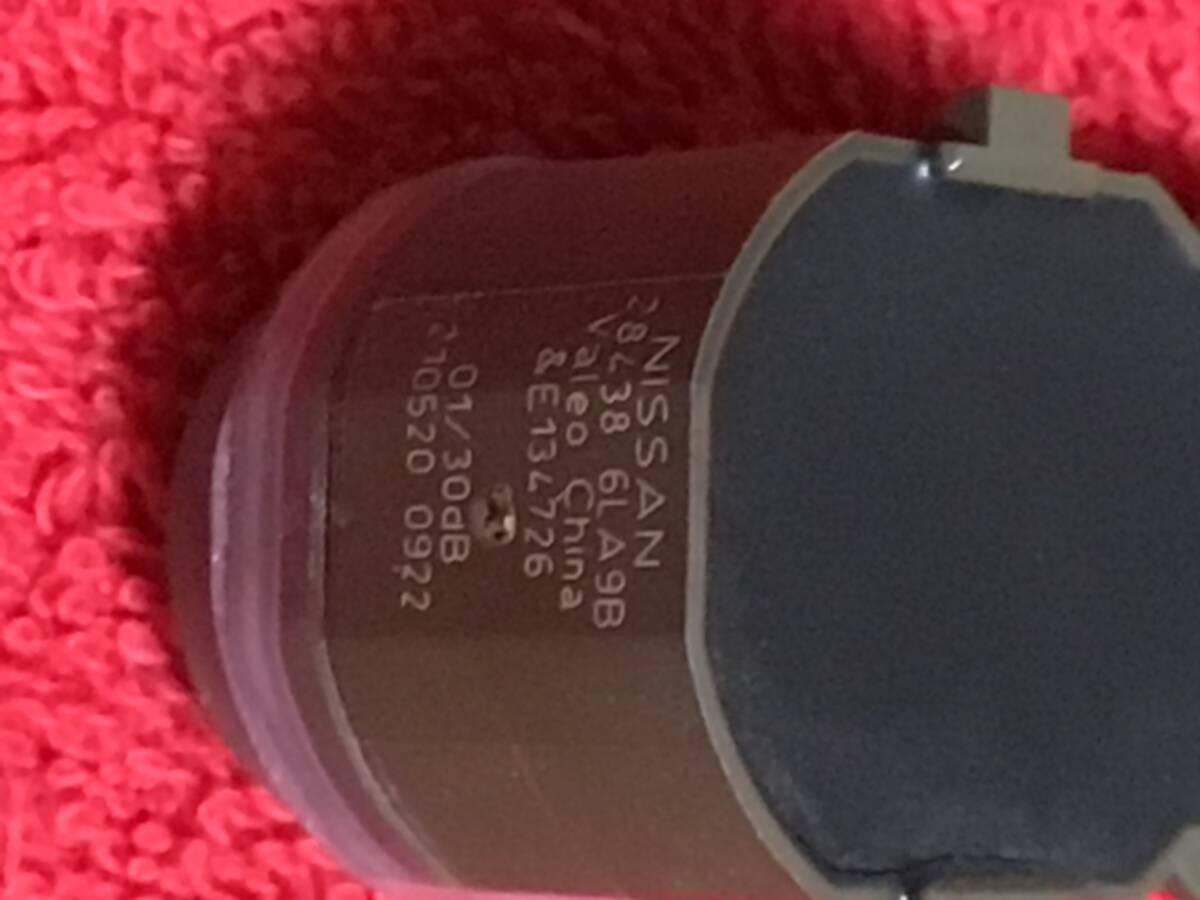 NISSAN
28438 6LA9B
Valeo China
&E134726
01/30dB
210520 0922